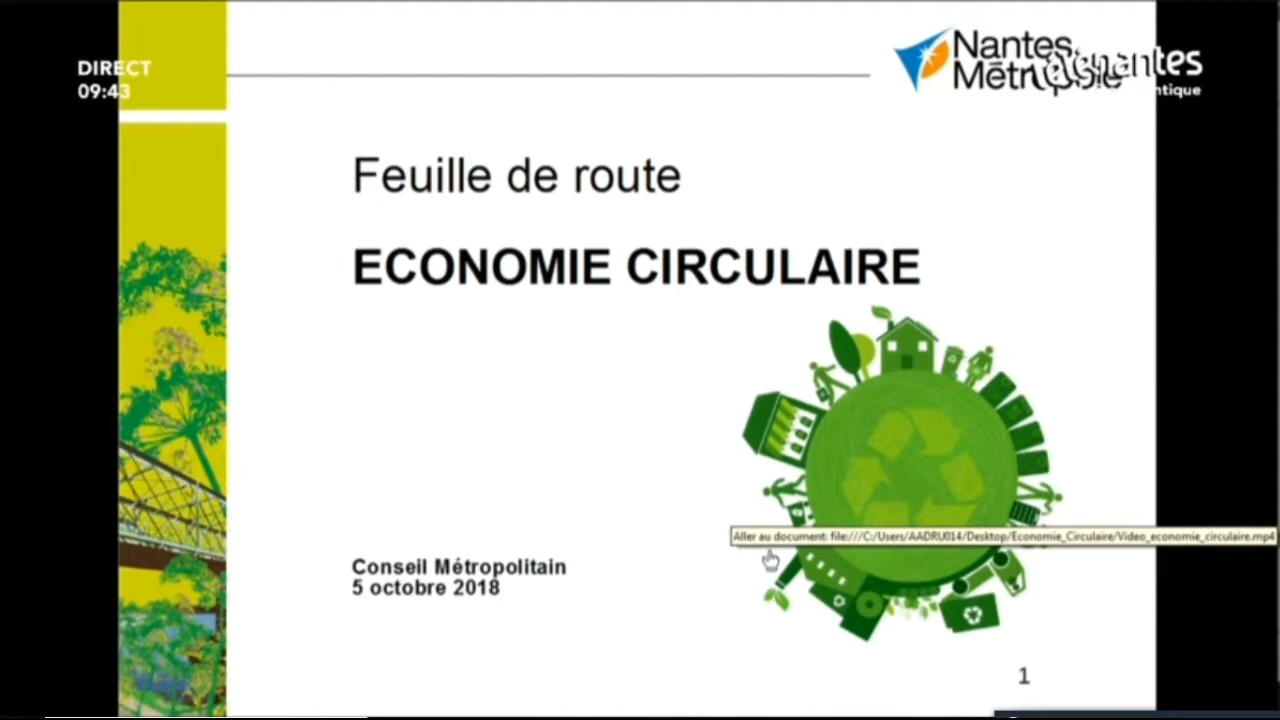 DIRECT
09:43
Nantes
Métropole
Feuille de route
ECONOMIE CIRCULAIRE
Aller au document: file:///C:/Users/AADRU014/Desktop/Economie_Circulaire/Video_economie_circulaire.mp4
Conseil Métropolitain
5 octobre 2018
1